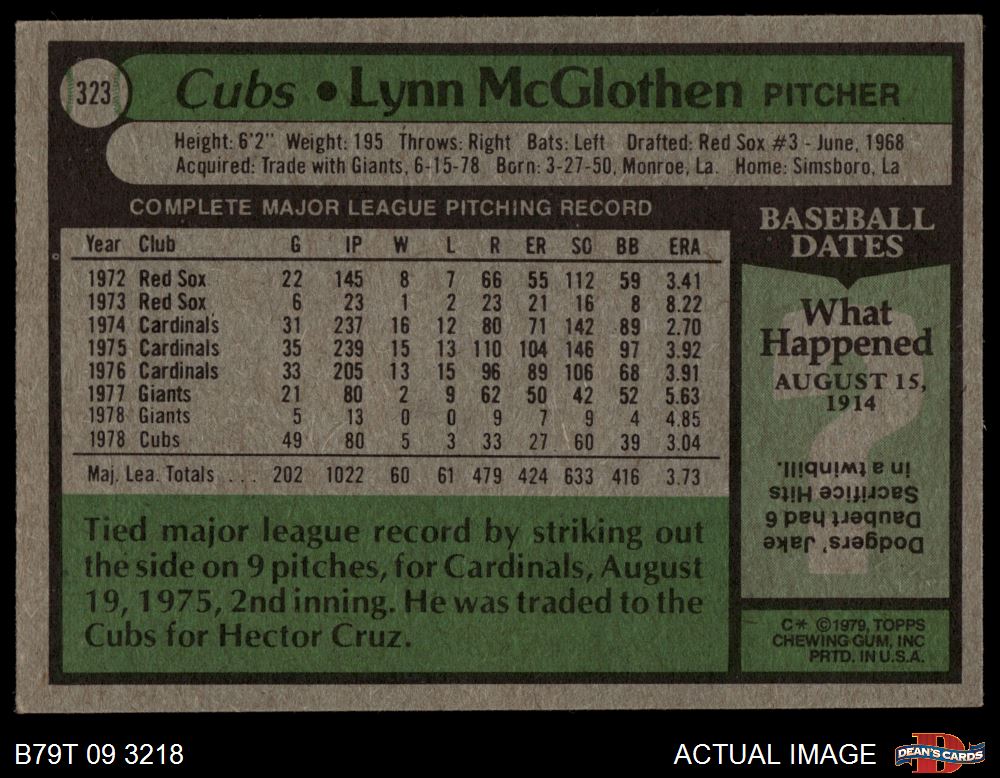 323
Cubs • Lynn McGlothen PITCHER
Height: 6'2" Weight: 195 Throws: Right Bats: Left Drafted: Red Sox #3 - June, 1968
Acquired: Trade with Giants, 6-15-78 Born: 3-27-50, Monroe, La. Home: Simsboro, La
COMPLETE MAJOR LEAGUE PITCHING RECORD
Year Club G IP W L R ER SO BB ERA
1972 Red Sox 22 145 8 7 66 55 112 59 3.41
1973 Red Sox 6 23 1 2 23 21 16 8 8.22
1974 Cardinals 31 237 16 12 80 71 142 89 2.70
1975 Cardinals 35 239 15 13 110 104 146 97 3.92
1976 Cardinals 33 205 13 15 96 89 106 68 3.91
1977 Giants 21 80 2 9 62 50 42 52 5.63
1978 Giants 5 13 0 0 9 7 9 4 4.85
1978 Cubs 49 80 5 3 33 27 60 39 3.04
Maj. Lea. Totals ... 202 1022 60 61 479 424 633 416 3.73
Tied major league record by striking out
the side on 9 pitches, for Cardinals, August
19, 1975, 2nd inning. He was traded to the
Cubs for Hector Cruz.
BASEBALL
DATES
What
Happened
AUGUST 15,
1914
Dodgers' Jake
Daubert had 6
Sacrifice Hits
in a twinbill.
C* ©1979, TOPPS
CHEWING GUM, INC
PRTD. IN U.S.A.
B79T 09 3218
ACTUAL IMAGE
DEAN'S CARDS